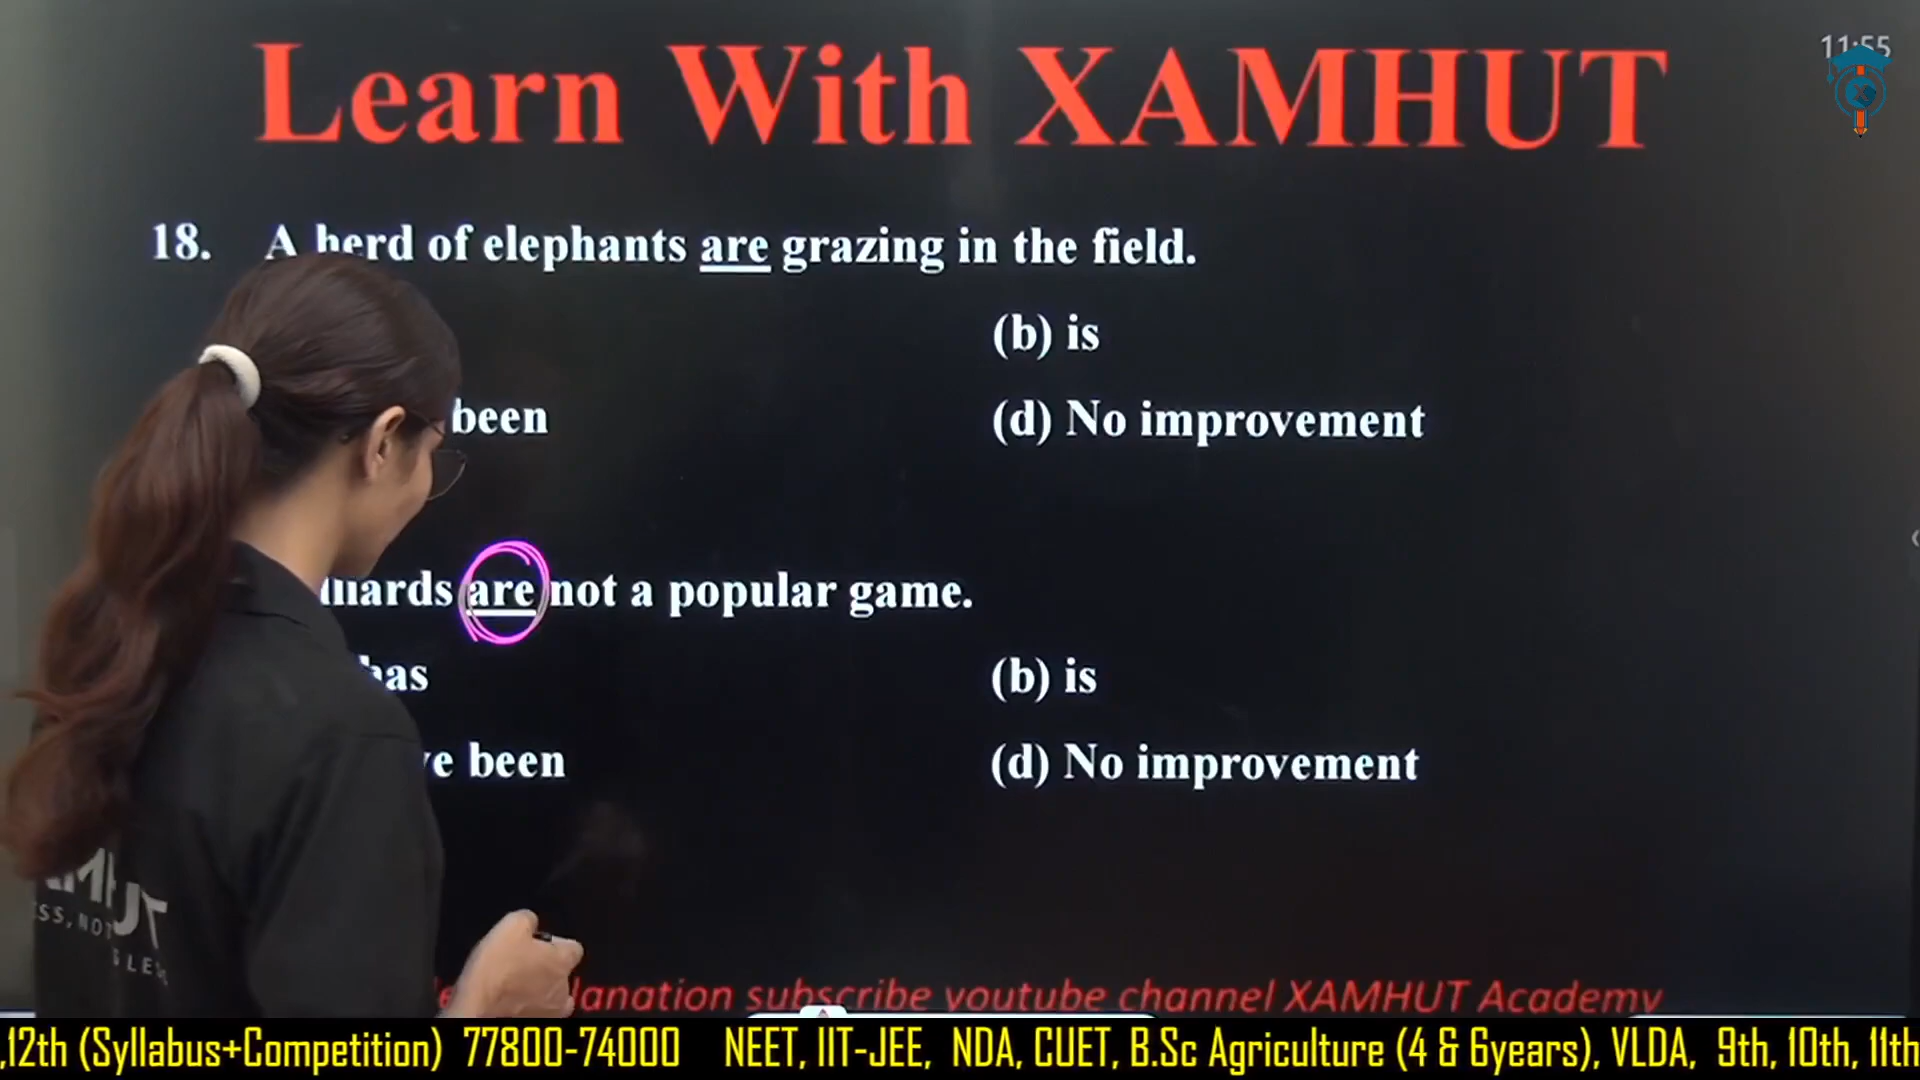 Learn With XAMHUT
11:55
18. A herd of elephants are grazing in the field.
(b) is
been
(d) No improvement
are not a popular game.
has
(b) is
been
(d) No improvement
subscribe youtube channel XAMHUT Academy
,12th (Syllabus+Competition) 77800-74000 NEET, IIT-JEE, NDA, CUET, B.Sc Agriculture (4 & 6years), VLDA, 9th, 10th, 11th